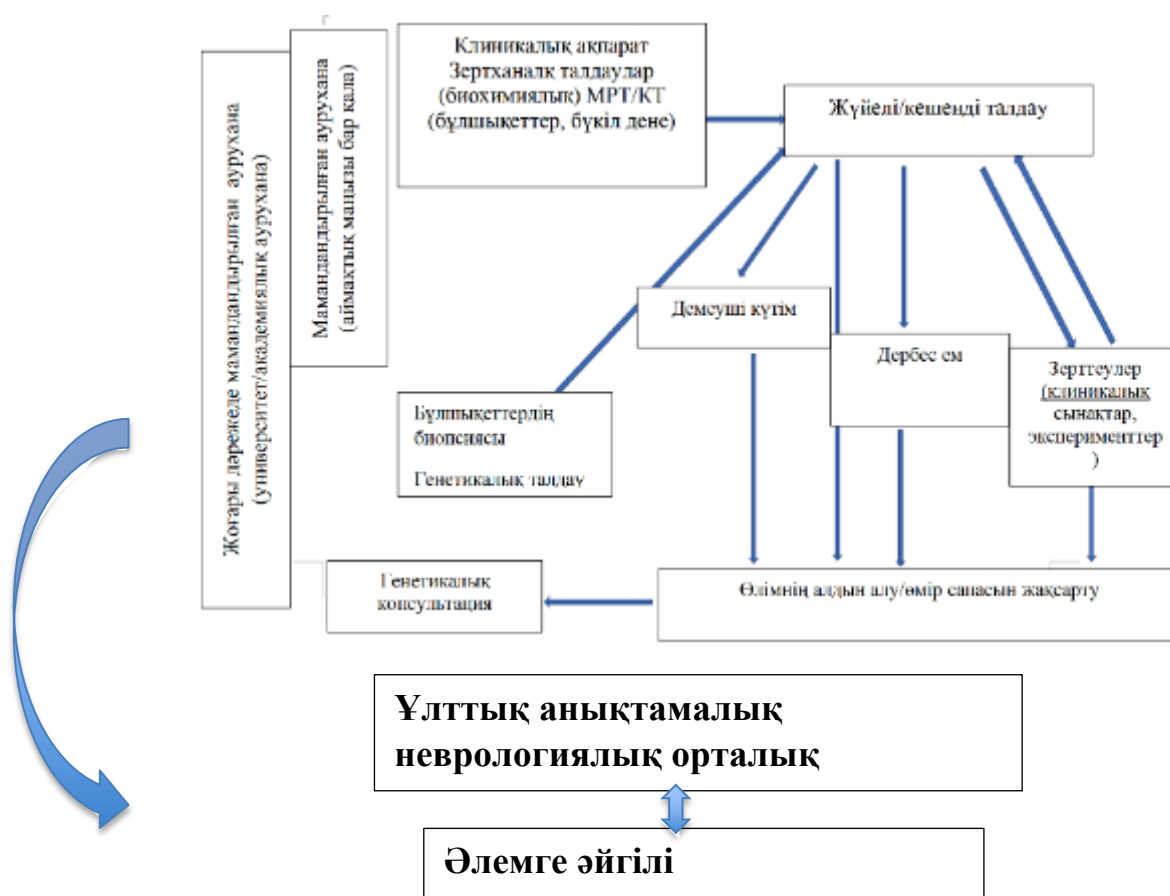 Жоғары дәрежеде мамандырылған аурухана
(университет/академиялық аурухана)
Мамандырылған аурухана
(аймақтық маңызы бар қала)
Клиникалық ақпарат
Зертханалк талдаулар
(биохимиялық) МРТ/КТ
(бұлшықеттер, бүкіл дене)
Жүйелі/кешенді талдау
Демеуші күтім
Дербес ем
Зерттеулер
(клиникалық
сынақтар,
эксперименттер
)
Бұлшықеттердің
биопсиясы
Генетикалық талдау
Генетикалық
консультация
Өлімнің алдын алу/өмір сапасын жақсарту
Ұлттық анықтамалық
неврологиялық орталық
Әлемге әйгілі